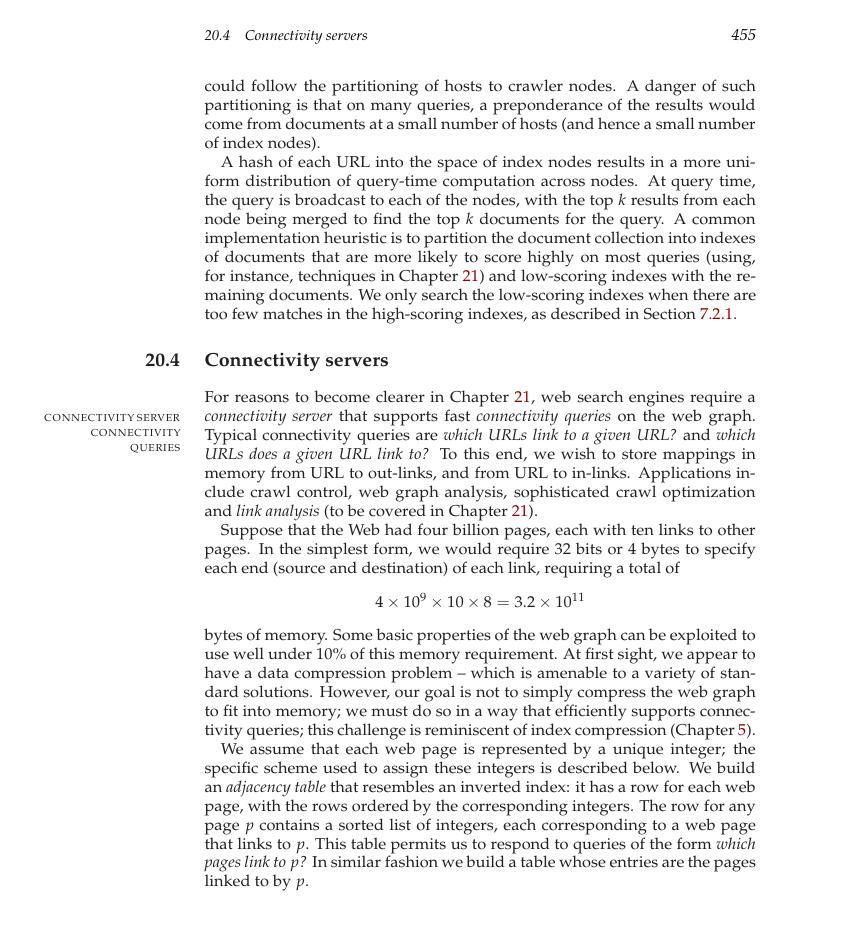 20.4 Connectivity servers 455
could follow the partitioning of hosts to crawler nodes. A danger of such
partitioning is that on many queries, a preponderance of the results would
come from documents at a small number of hosts (and hence a small number
of index nodes).
A hash of each URL into the space of index nodes results in a more uni-
form distribution of query-time computation across nodes. At query time,
the query is broadcast to each of the nodes, with the top k results from each
node being merged to find the top k documents for the query. A common
implementation heuristic is to partition the document collection into indexes
of documents that are more likely to score highly on most queries (using,
for instance, techniques in Chapter 21) and low-scoring indexes with the re-
maining documents. We only search the low-scoring indexes when there are
too few matches in the high-scoring indexes, as described in Section 7.2.1.
20.4 Connectivity servers
For reasons to become clearer in Chapter 21, web search engines require a
CONNECTIVITY SERVER connectivity server that supports fast connectivity queries on the web graph.
CONNECTIVITY Typical connectivity queries are which URLs link to a given URL? and which
QUERIES URLs does a given URL link to? To this end, we wish to store mappings in
memory from URL to out-links, and from URL to in-links. Applications in-
clude crawl control, web graph analysis, sophisticated crawl optimization
and link analysis (to be covered in Chapter 21).
Suppose that the Web had four billion pages, each with ten links to other
pages. In the simplest form, we would require 32 bits or 4 bytes to specify
each end (source and destination) of each link, requiring a total of
4 × 10⁹ × 10 × 8 = 3.2 × 10¹¹
bytes of memory. Some basic properties of the web graph can be exploited to
use well under 10% of this memory requirement. At first sight, we appear to
have a data compression problem – which is amenable to a variety of stan-
dard solutions. However, our goal is not to simply compress the web graph
to fit into memory; we must do so in a way that efficiently supports connec-
tivity queries; this challenge is reminiscent of index compression (Chapter 5).
We assume that each web page is represented by a unique integer; the
specific scheme used to assign these integers is described below. We build
an adjacency table that resembles an inverted index: it has a row for each web
page, with the rows ordered by the corresponding integers. The row for any
page p contains a sorted list of integers, each corresponding to a web page
that links to p. This table permits us to respond to queries of the form which
pages link to p? In similar fashion we build a table whose entries are the pages
linked to by p.